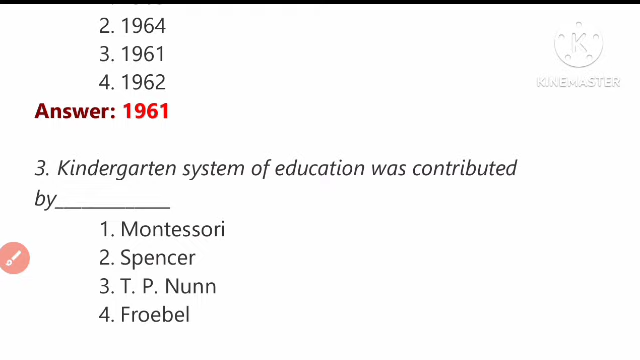 2. 1964
3. 1961
4. 1962
Answer: 1961
K
KINEMASTER
3. Kindergarten system of education was contributed
by___________
1. Montessori
2. Spencer
3. T. P. Nunn
4. Froebel